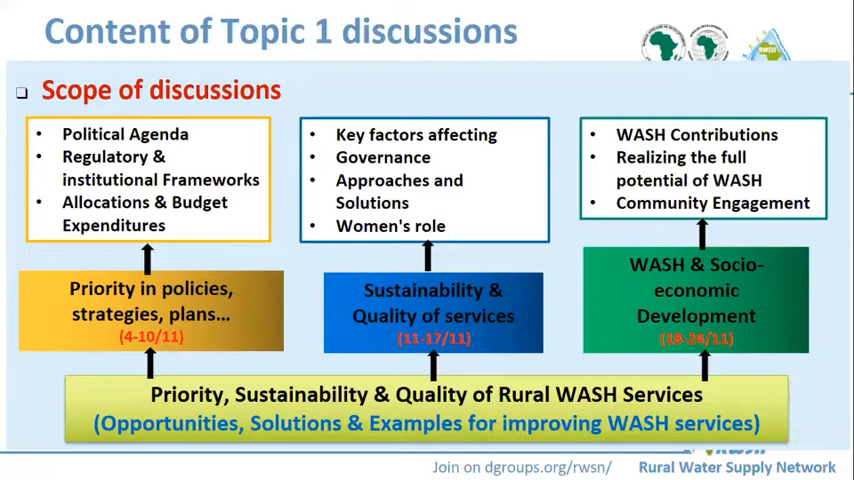 Content of Topic 1 discussions
RWSSI
Scope of discussions
• Political Agenda
• Regulatory &
institutional Frameworks
• Allocations & Budget
Expenditures
• Key factors affecting
• Governance
• Approaches and
• Solutions
• Women's role
• WASH Contributions
• Realizing the full
potential of WASH
• Community Engagement
Priority in policies,
strategies, plans...
(4-10/11)
Sustainability &
Quality of services
(11-17/11)
WASH & Socio-
economic
Development
(18-24/11)
Priority, Sustainability & Quality of Rural WASH Services
(Opportunities, Solutions & Examples for improving WASH services)
Join on dgroups.org/rwsn/
Rural Water Supply Network